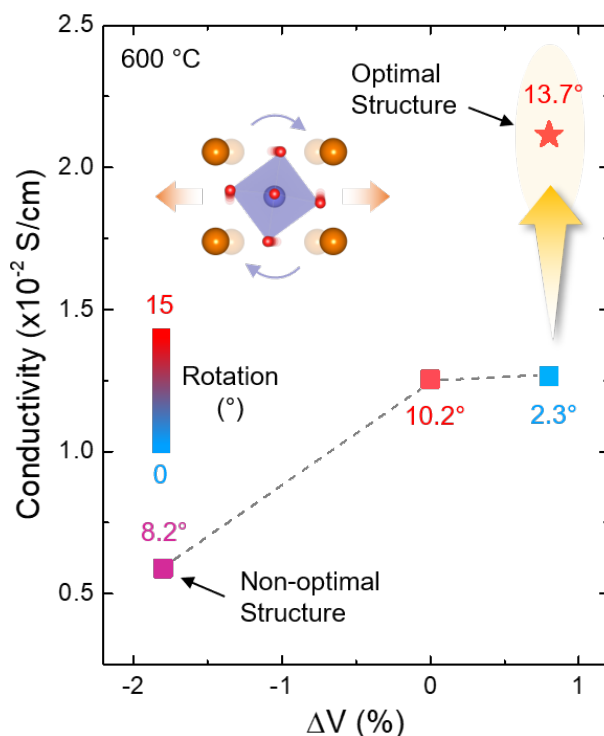 2.5
600 °C
Optimal
Structure
13.7°
2.0
1.5
15
Rotation
(°)
0
1.0
10.2°
2.3°
8.2°
0.5
Non-optimal
Structure
Conductivity (x10⁻² S/cm)
-2
-1
0
1
ΔV (%)